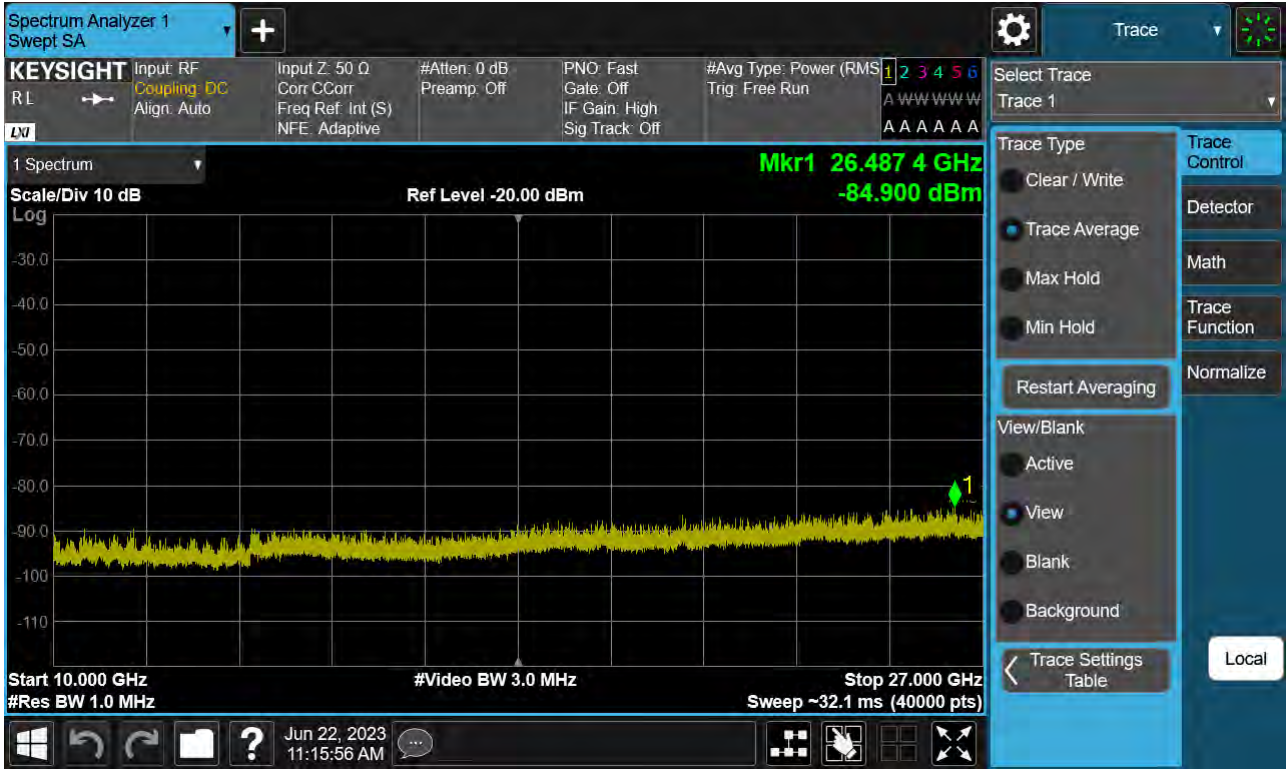 Spectrum Analyzer 1
Swept SA
+
Trace
KEYSIGHT
R L
LXI
Input: RF
Coupling: DC
Align: Auto
Input Z: 50 Ω
Corr CCorr
Freq Ref: Int (S)
NFE: Adaptive
#Atten: 0 dB
Preamp: Off
PNO: Fast
Gate: Off
IF Gain: High
Sig Track: Off
#Avg Type: Power (RMS
Trig: Free Run
1 2 3 4 5 6
A W W W W W
A A A A A A
Select Trace
Trace 1
1 Spectrum
Scale/Div 10 dB
Log
Ref Level -20.00 dBm
Mkr1 26.487 4 GHz
-84.900 dBm
-30.0
-40.0
-50.0
-60.0
-70.0
-80.0
-90.0
-100
-110
1
Start 10.000 GHz
#Res BW 1.0 MHz
#Video BW 3.0 MHz
Stop 27.000 GHz
Sweep ~32.1 ms (40000 pts)
Trace Type
Clear / Write
Trace Average
Max Hold
Min Hold
Restart Averaging
View/Blank
Active
View
Blank
Background
Trace Settings
Table
Trace
Control
Detector
Math
Trace
Function
Normalize
Local
?
Jun 22, 2023
11:15:56 AM